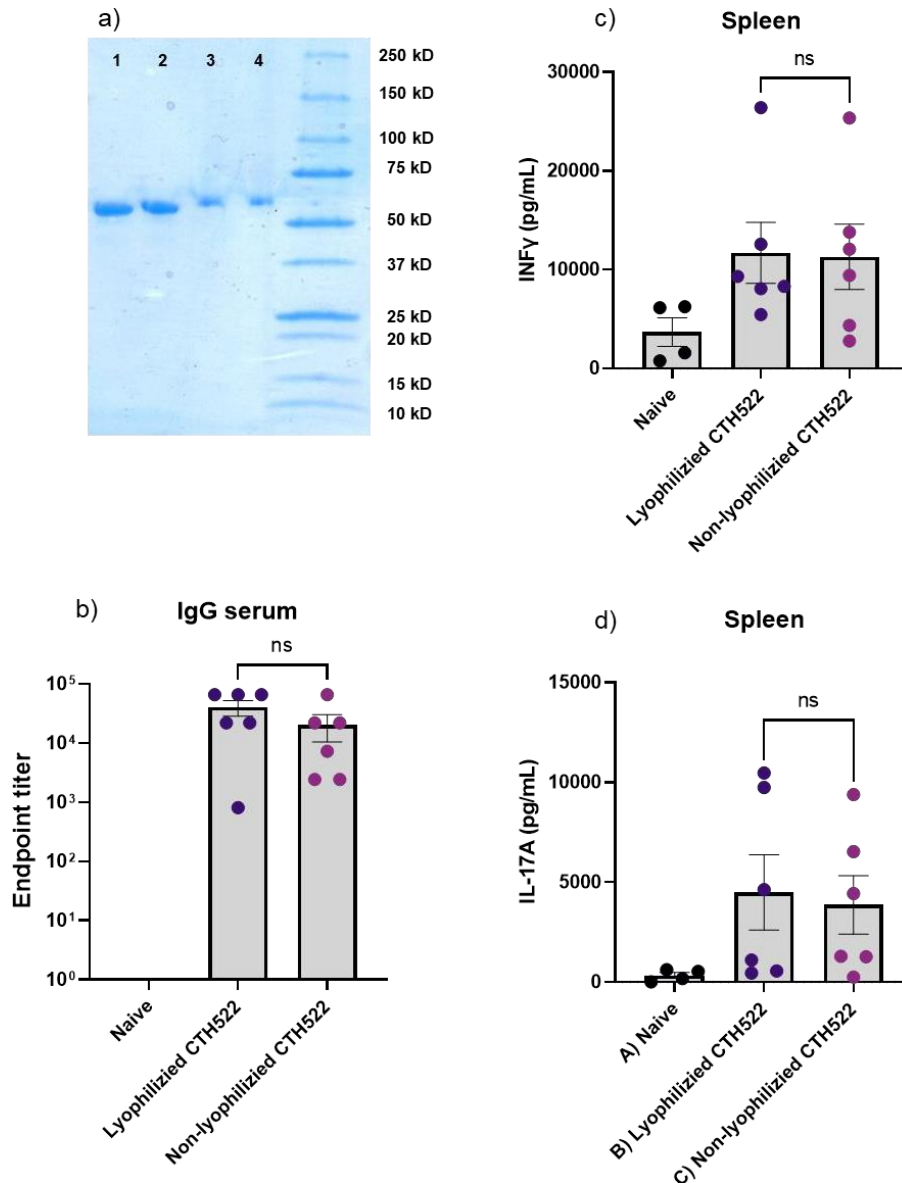 a)
1 2 3 4
250 kD
150 kD
100 kD
75 kD
50 kD
37 kD
25 kD
20 kD
15 kD
10 kD
b)
IgG serum
ns
Endpoint titer
10⁵
10⁴
10³
10²
10¹
10⁰
Naive
Lyophilizied CTH522
Non-lyophilizied CTH522
c)
Spleen
ns
INFγ (pg/mL)
30000
20000
10000
0
Naive
Lyophilizied CTH522
Non-lyophilizied CTH522
d)
Spleen
ns
IL-17A (pg/mL)
15000
10000
5000
0
A) Naive
B) Lyophilizied CTH522
C) Non-lyophilizied CTH522